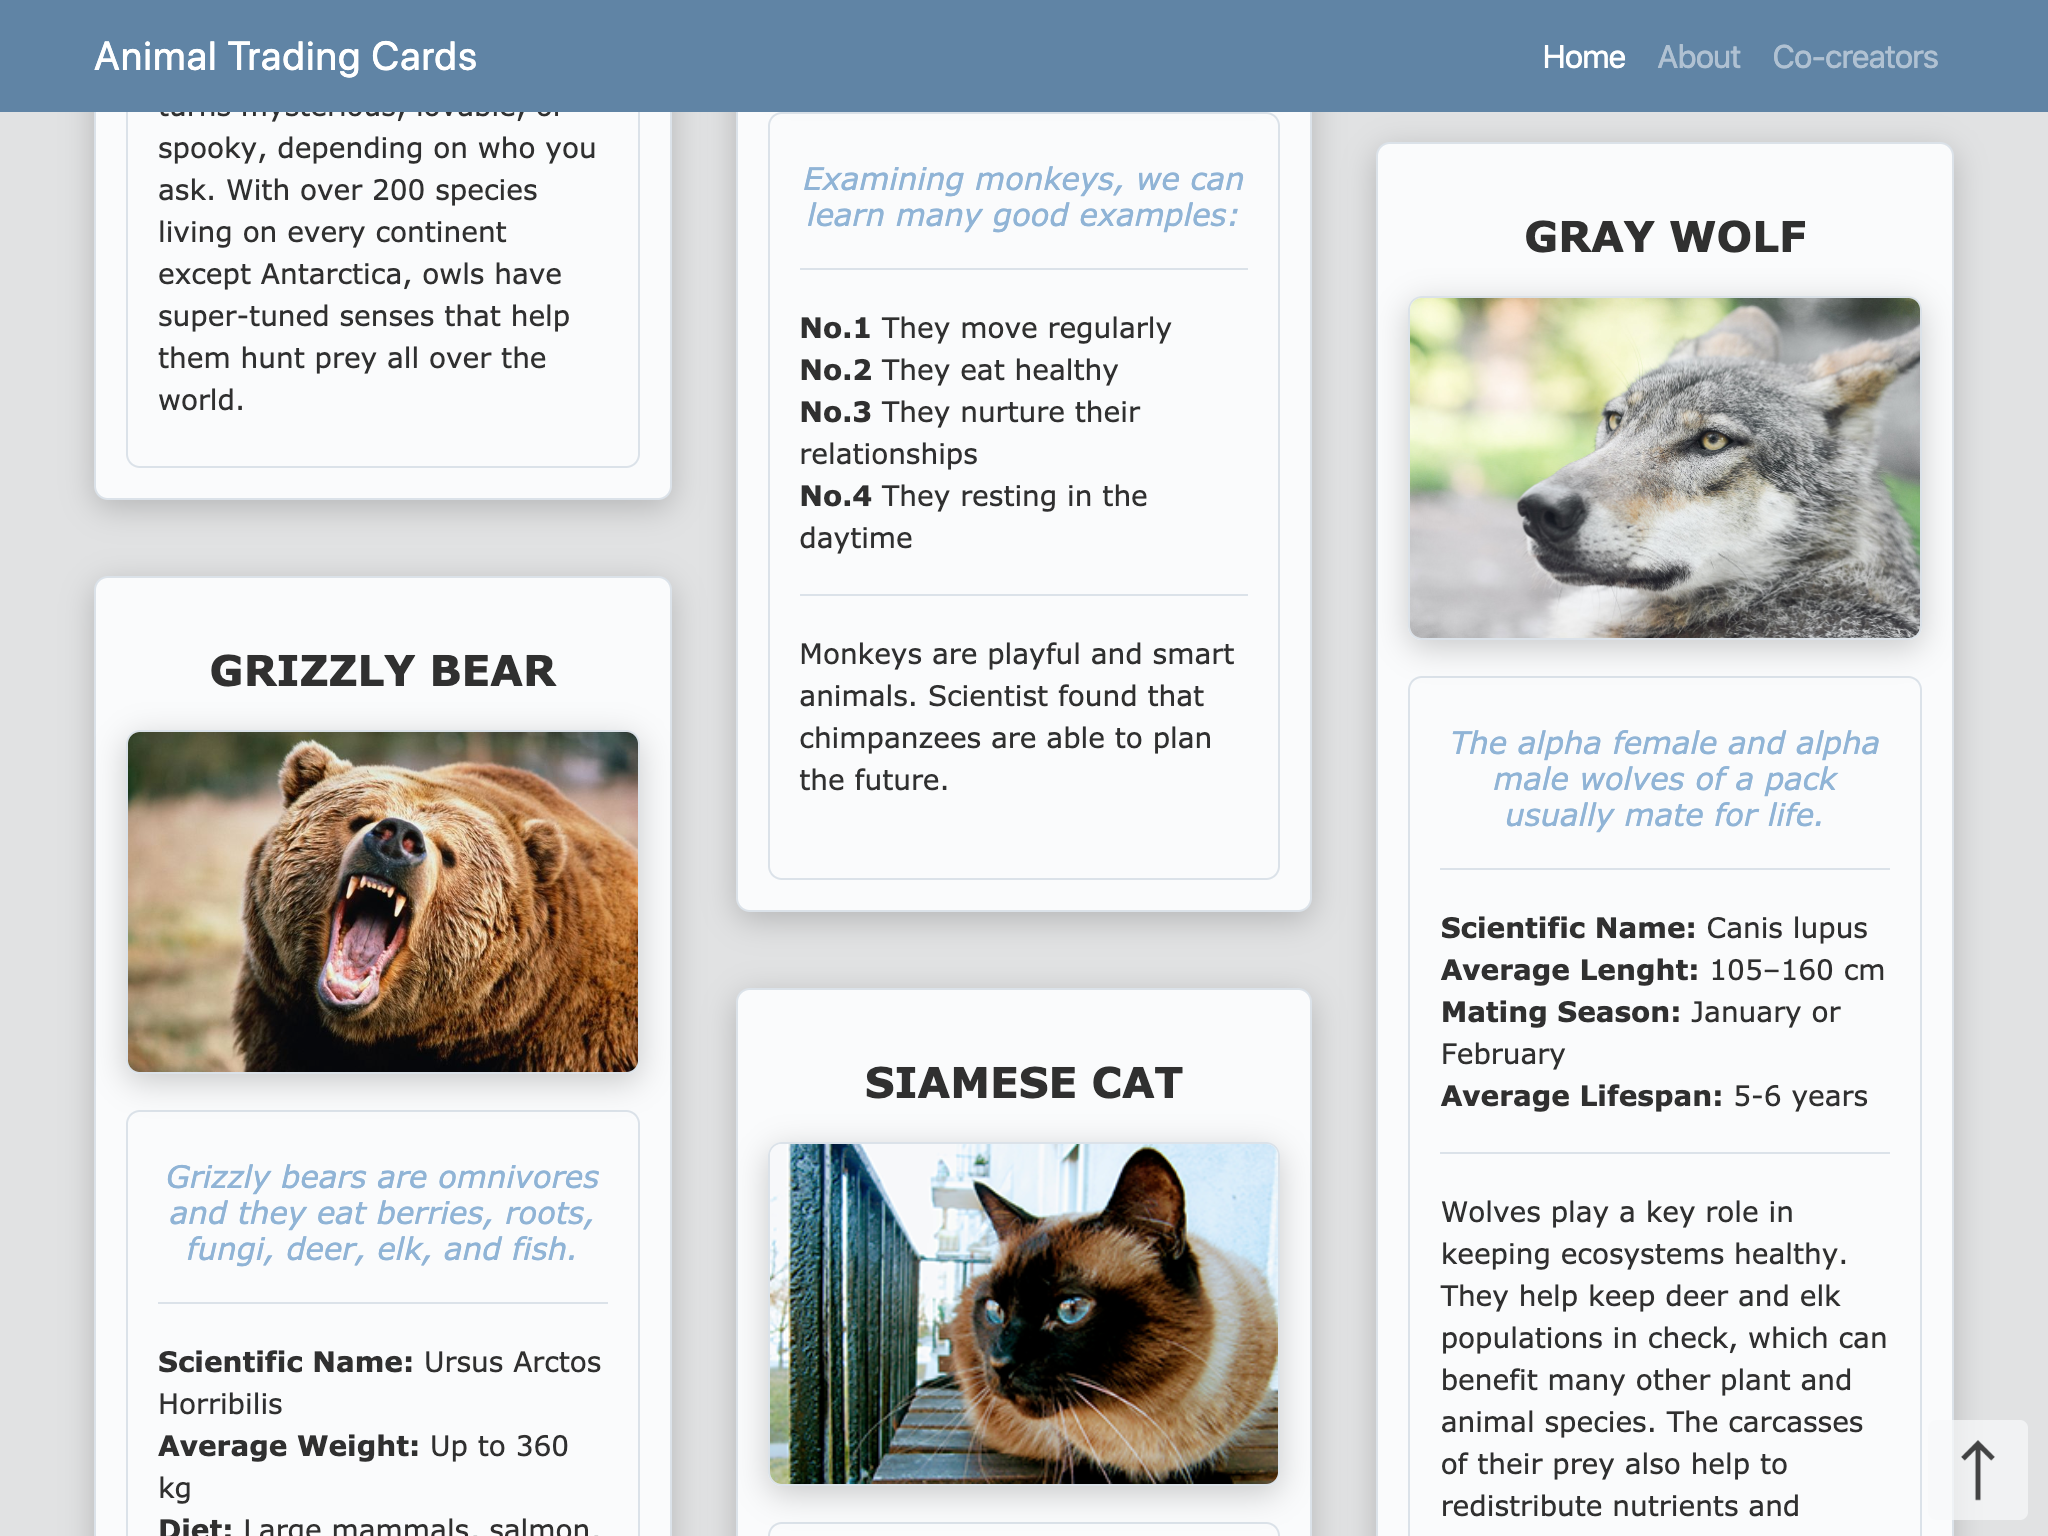 Animal Trading Cards
Home About Co-creators
turns mysterious, lovable, or
spooky, depending on who you
ask. With over 200 species
living on every continent
except Antarctica, owls have
super-tuned senses that help
them hunt prey all over the
world.
GRIZZLY BEAR
Grizzly bears are omnivores
and they eat berries, roots,
fungi, deer, elk, and fish.
Scientific Name: Ursus Arctos
Horribilis
Average Weight: Up to 360
kg
Diet: Large mammals, salmon,
Examining monkeys, we can
learn many good examples:
No.1 They move regularly
No.2 They eat healthy
No.3 They nurture their
relationships
No.4 They resting in the
daytime
Monkeys are playful and smart
animals. Scientist found that
chimpanzees are able to plan
the future.
SIAMESE CAT
GRAY WOLF
The alpha female and alpha
male wolves of a pack
usually mate for life.
Scientific Name: Canis lupus
Average Lenght: 105–160 cm
Mating Season: January or
February
Average Lifespan: 5-6 years
Wolves play a key role in
keeping ecosystems healthy.
They help keep deer and elk
populations in check, which can
benefit many other plant and
animal species. The carcasses
of their prey also help to
redistribute nutrients and